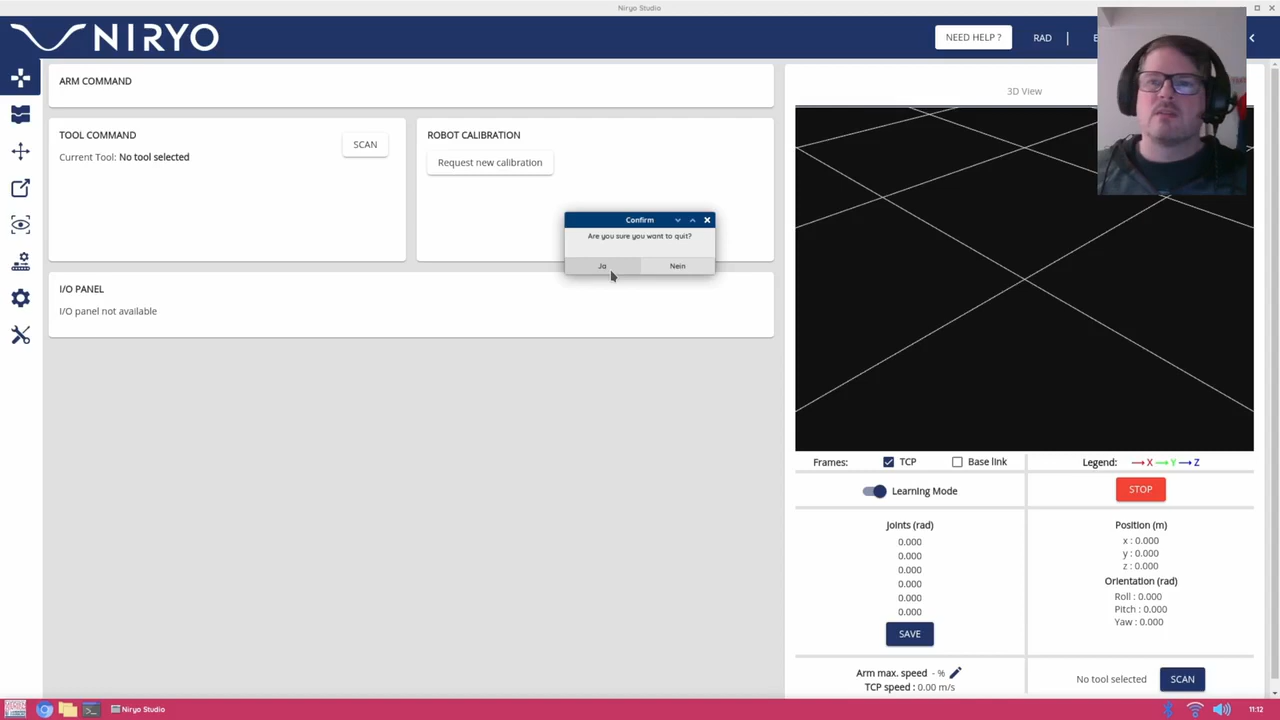 Niryo Studio
NIRYO
NEED HELP ?
RAD
|
ARM COMMAND
TOOL COMMAND
SCAN
Current Tool: No tool selected
ROBOT CALIBRATION
Request new calibration
Confirm
Are you sure you want to quit?
Ja
Nein
I/O PANEL
I/O panel not available
3D View
Frames:
TCP
Base link
Legend:
X
Y
Z
Learning Mode
STOP
Joints (rad)
0.000
0.000
0.000
0.000
0.000
0.000
SAVE
Position (m)
x : 0.000
y : 0.000
z : 0.000
Orientation (rad)
Roll : 0.000
Pitch : 0.000
Yaw : 0.000
Arm max. speed - %
TCP speed : 0.00 m/s
No tool selected
SCAN
Niryo Studio
11:12